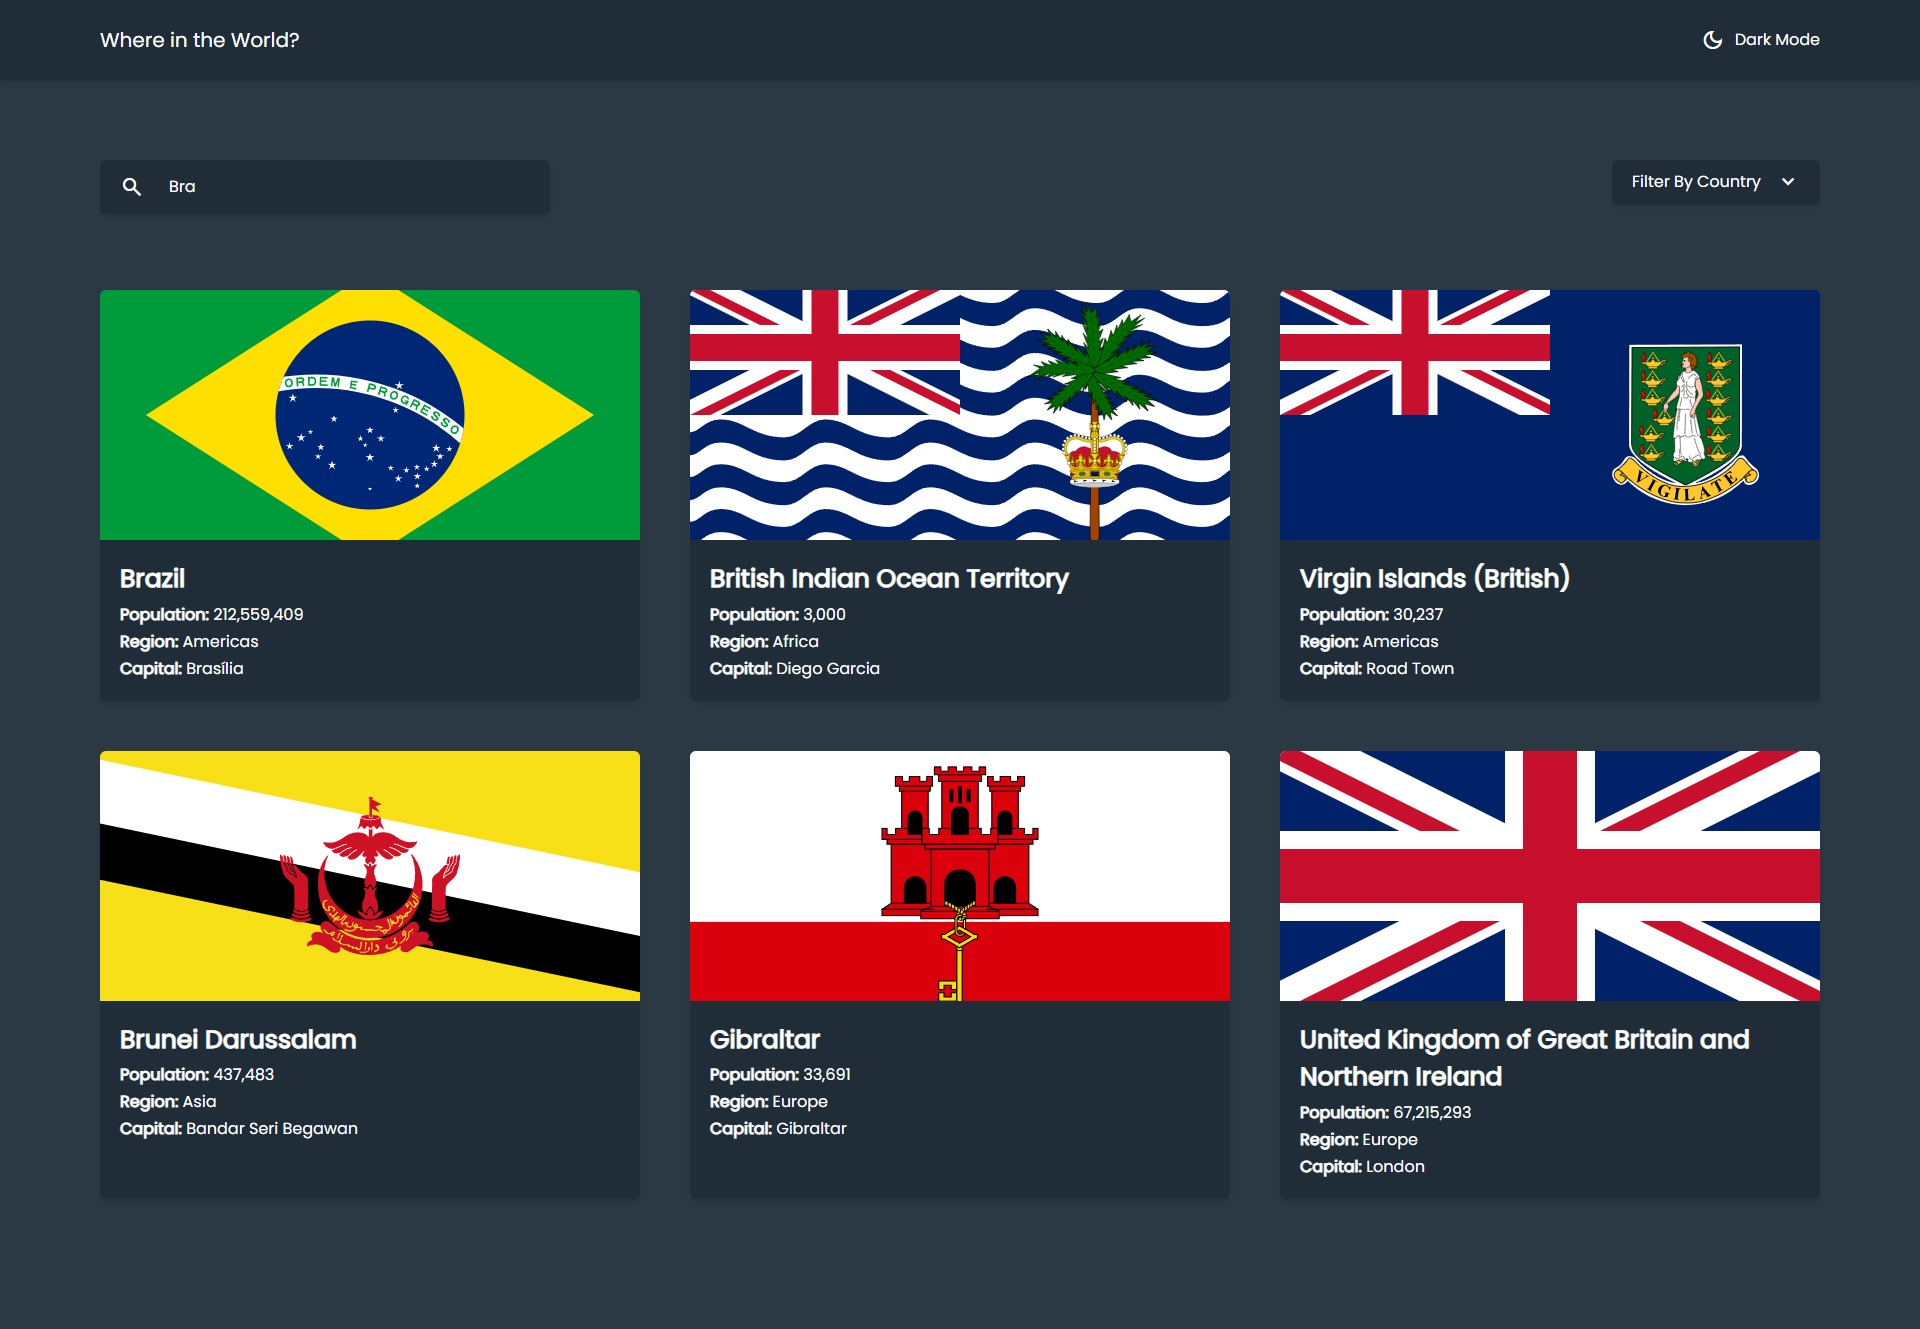 Where in the World?
Dark Mode
Bra
Filter By Country
ORDEM E PROGRESSO
VIGILATE
Brazil
Population: 212,559,409
Region: Americas
Capital: Brasília
British Indian Ocean Territory
Population: 3,000
Region: Africa
Capital: Diego Garcia
Virgin Islands (British)
Population: 30,237
Region: Americas
Capital: Road Town
Brunei Darussalam
Population: 437,483
Region: Asia
Capital: Bandar Seri Begawan
Gibraltar
Population: 33,691
Region: Europe
Capital: Gibraltar
United Kingdom of Great Britain and
Northern Ireland
Population: 67,215,293
Region: Europe
Capital: London